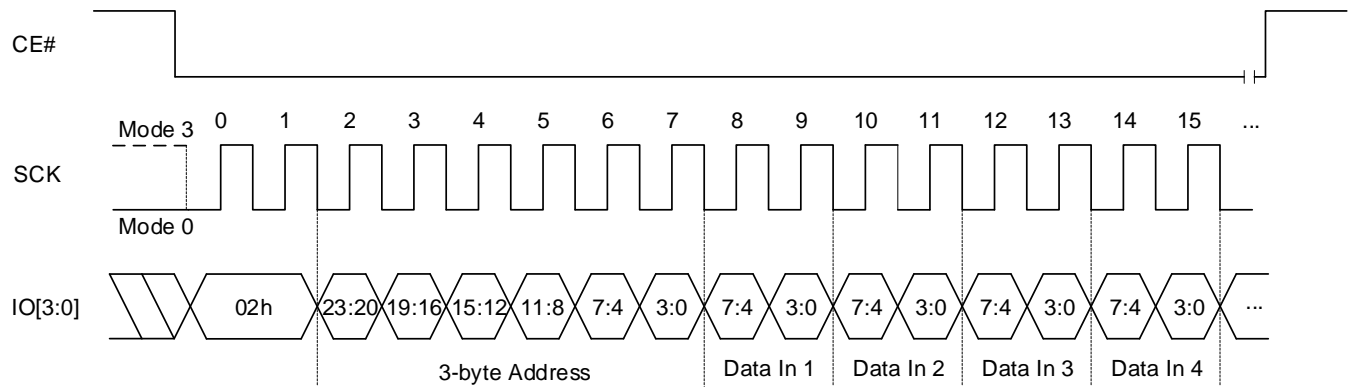 CE#
Mode 3 0 1 2 3 4 5 6 7 8 9 10 11 12 13 14 15 ...
SCK
Mode 0
IO[3:0] 02h 23:20 19:16 15:12 11:8 7:4 3:0 7:4 3:0 7:4 3:0 7:4 3:0 7:4 3:0 ...
3-byte Address Data In 1 Data In 2 Data In 3 Data In 4